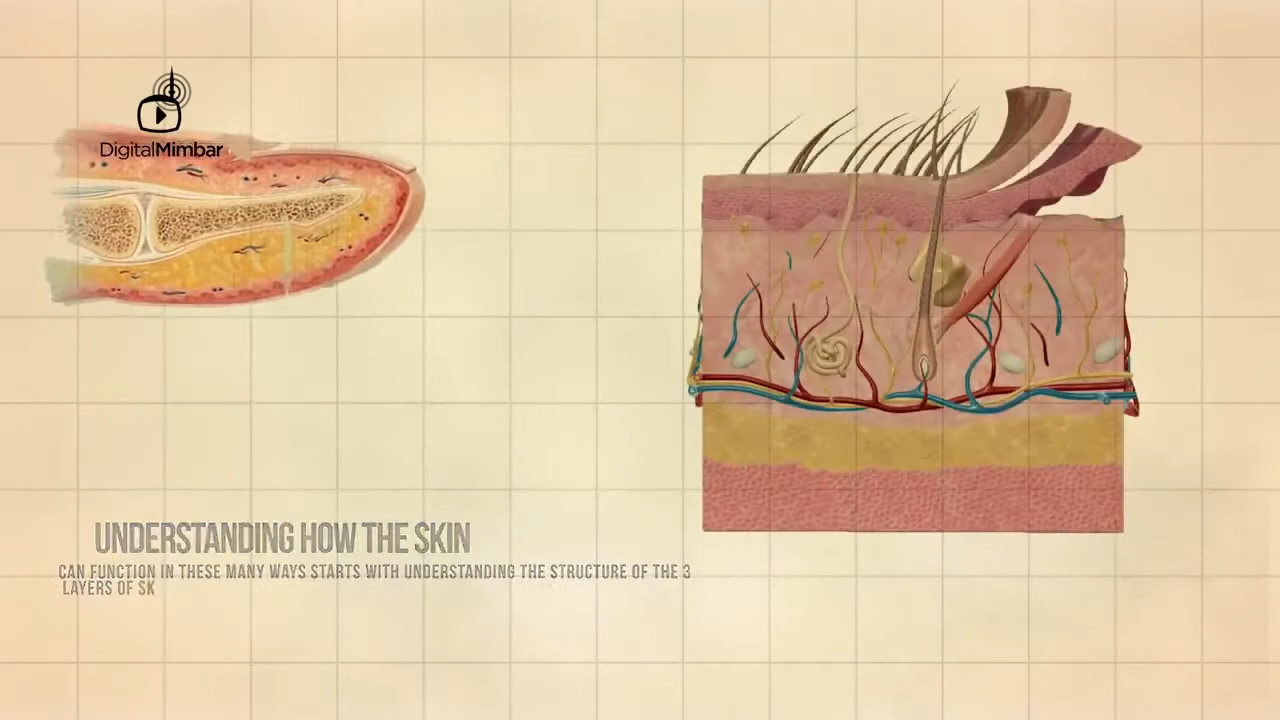 DigitalMimbar
UNDERSTANDING HOW THE SKIN
CAN FUNCTION IN THESE MANY WAYS STARTS WITH UNDERSTANDING THE STRUCTURE OF THE 3
LAYERS OF SK